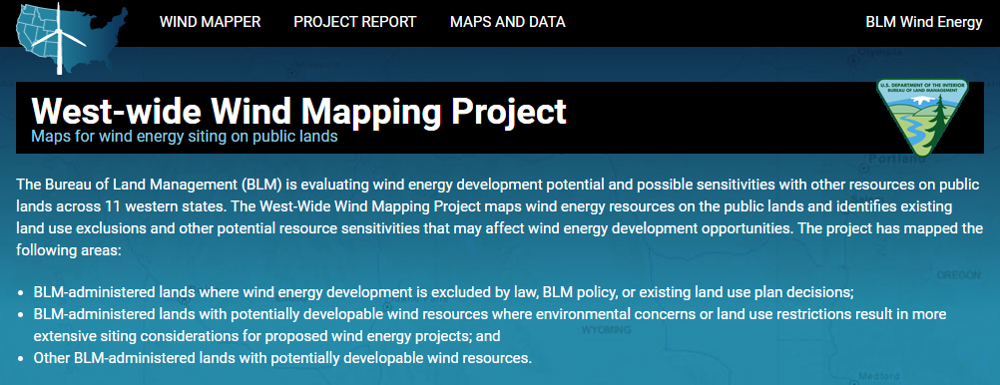 WIND MAPPER PROJECT REPORT MAPS AND DATA BLM Wind Energy
Olympia
U.S. DEPARTMENT OF THE INTERIOR
BUREAU OF LAND MANAGEMENT
West-wide Wind Mapping Project
Maps for wind energy siting on public lands
Portland
The Bureau of Land Management (BLM) is evaluating wind energy development potential and possible sensitivities with other resources on public
lands across 11 western states. The West-Wide Wind Mapping Project maps wind energy resources on the public lands and identifies existing
land use exclusions and other potential resource sensitivities that may affect wind energy development opportunities. The project has mapped the
following areas:
OREGON
• BLM-administered lands where wind energy development is excluded by law, BLM policy, or existing land use plan decisions;
• BLM-administered lands with potentially developable wind resources where environmental concerns or land use restrictions result in more
WYOMING
extensive siting considerations for proposed wind energy projects; and
• Other BLM-administered lands with potentially developable wind resources.
Medford